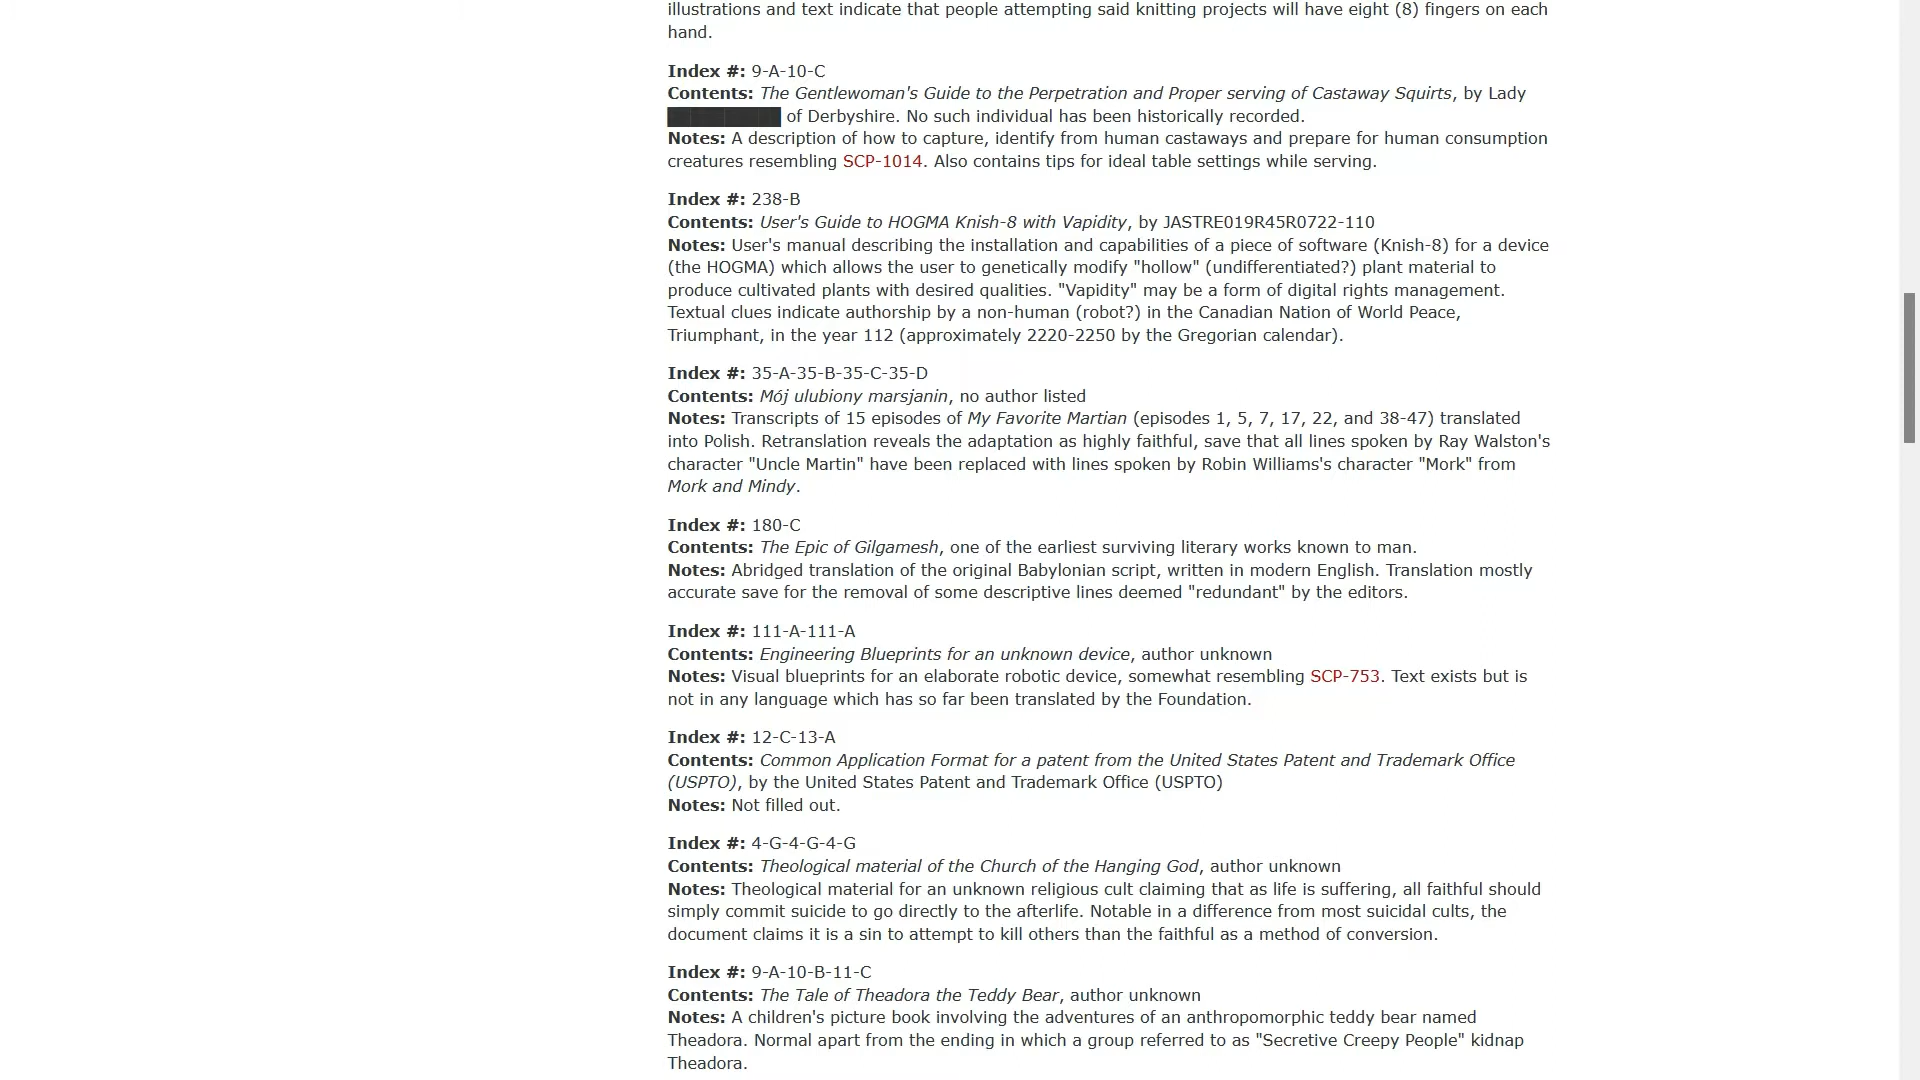 illustrations and text indicate that people attempting said knitting projects will have eight (8) fingers on each
hand.
Index #: 9-A-10-C
Contents: The Gentlewoman's Guide to the Perpetration and Proper serving of Castaway Squirts, by Lady
██████████ of Derbyshire. No such individual has been historically recorded.
Notes: A description of how to capture, identify from human castaways and prepare for human consumption
creatures resembling SCP-1014. Also contains tips for ideal table settings while serving.
Index #: 238-B
Contents: User's Guide to HOGMA Knish-8 with Vapidity, by JASTRE019R45R0722-110
Notes: User's manual describing the installation and capabilities of a piece of software (Knish-8) for a device
(the HOGMA) which allows the user to genetically modify "hollow" (undifferentiated?) plant material to
produce cultivated plants with desired qualities. "Vapidity" may be a form of digital rights management.
Textual clues indicate authorship by a non-human (robot?) in the Canadian Nation of World Peace,
Triumphant, in the year 112 (approximately 2220-2250 by the Gregorian calendar).
Index #: 35-A-35-B-35-C-35-D
Contents: Mój ulubiony marsjanin, no author listed
Notes: Transcripts of 15 episodes of My Favorite Martian (episodes 1, 5, 7, 17, 22, and 38-47) translated
into Polish. Retranslation reveals the adaptation as highly faithful, save that all lines spoken by Ray Walston's
character "Uncle Martin" have been replaced with lines spoken by Robin Williams's character "Mork" from
Mork and Mindy.
Index #: 180-C
Contents: The Epic of Gilgamesh, one of the earliest surviving literary works known to man.
Notes: Abridged translation of the original Babylonian script, written in modern English. Translation mostly
accurate save for the removal of some descriptive lines deemed "redundant" by the editors.
Index #: 111-A-111-A
Contents: Engineering Blueprints for an unknown device, author unknown
Notes: Visual blueprints for an elaborate robotic device, somewhat resembling SCP-753. Text exists but is
not in any language which has so far been translated by the Foundation.
Index #: 12-C-13-A
Contents: Common Application Format for a patent from the United States Patent and Trademark Office
(USPTO), by the United States Patent and Trademark Office (USPTO)
Notes: Not filled out.
Index #: 4-G-4-G-4-G
Contents: Theological material of the Church of the Hanging God, author unknown
Notes: Theological material for an unknown religious cult claiming that as life is suffering, all faithful should
simply commit suicide to go directly to the afterlife. Notable in a difference from most suicidal cults, the
document claims it is a sin to attempt to kill others than the faithful as a method of conversion.
Index #: 9-A-10-B-11-C
Contents: The Tale of Theadora the Teddy Bear, author unknown
Notes: A children's picture book involving the adventures of an anthropomorphic teddy bear named
Theadora. Normal apart from the ending in which a group referred to as "Secretive Creepy People" kidnap
Theadora.